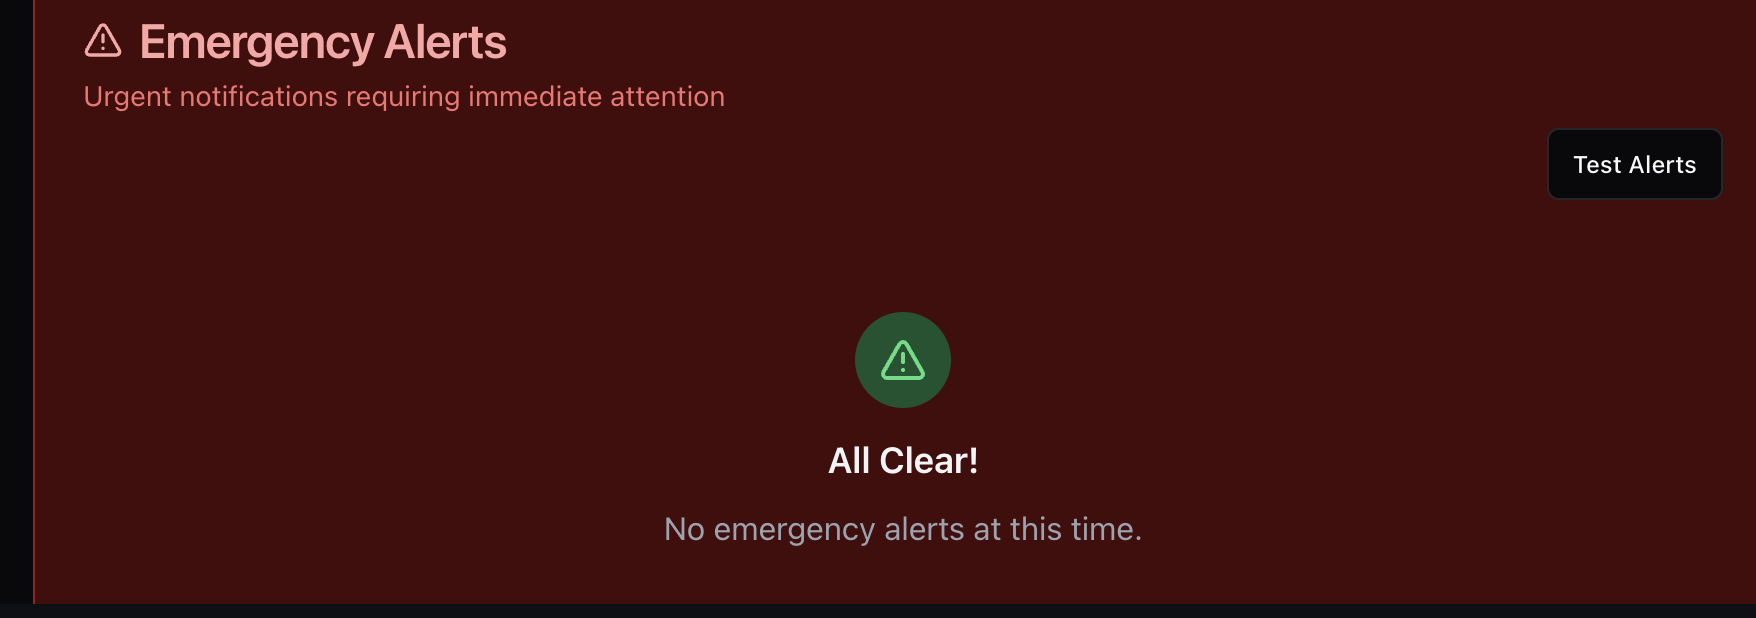 Emergency Alerts
Urgent notifications requiring immediate attention
Test Alerts
All Clear!
No emergency alerts at this time.